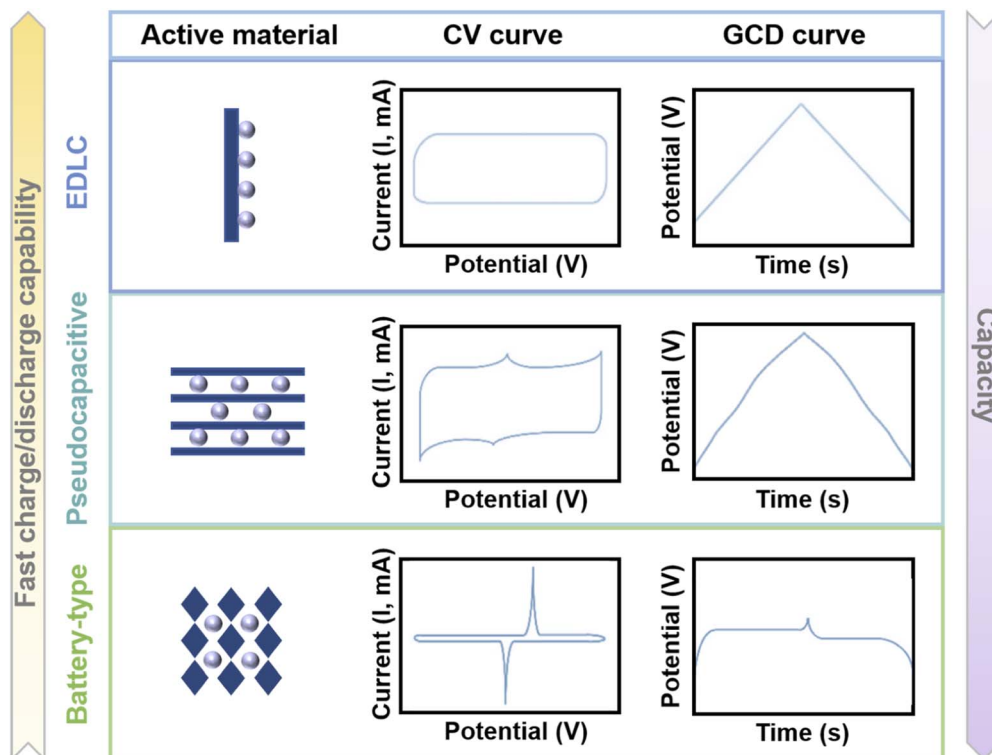 Active material CV curve GCD curve
Fast charge/discharge capability
Capacity
EDLC
Current (I, mA)
Potential (V)
Potential (V)
Time (s)
Pseudocapacitive
Current (I, mA)
Potential (V)
Potential (V)
Time (s)
Battery-type
Current (I, mA)
Potential (V)
Potential (V)
Time (s)